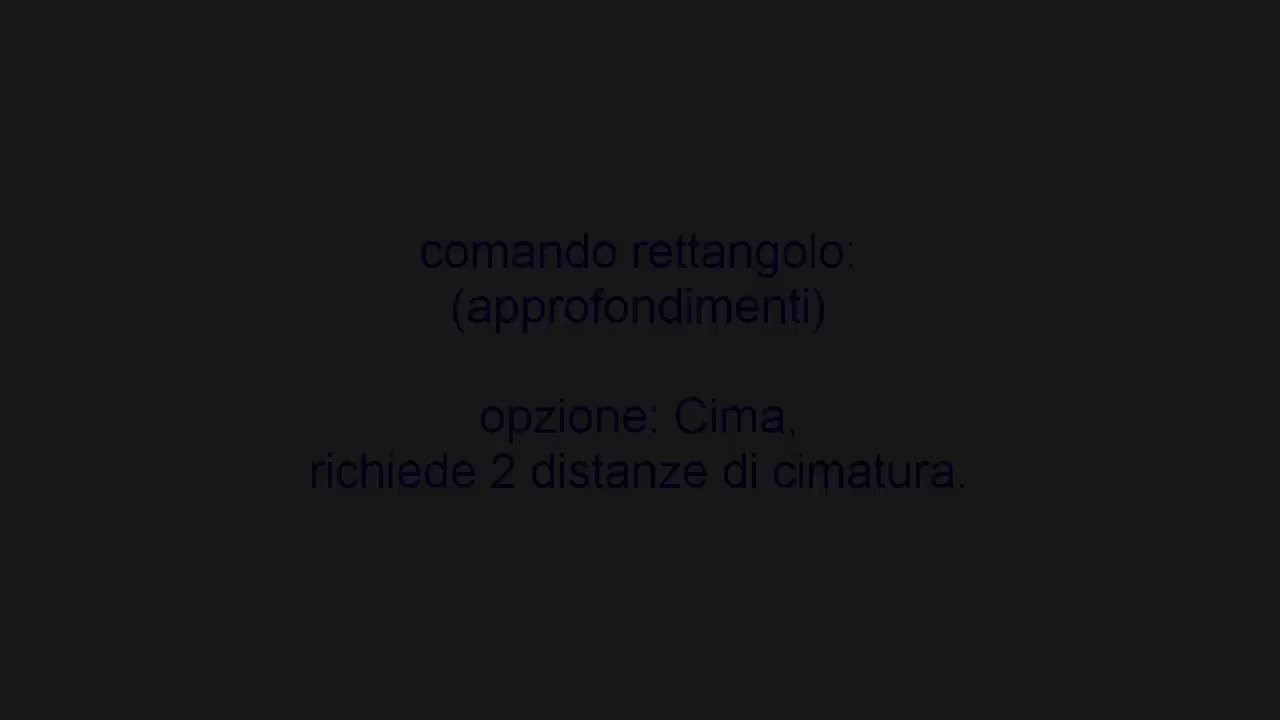 comando rettangolo:
(approfondimenti)
opzione: Cima,
richiede 2 distanze di cimatura.